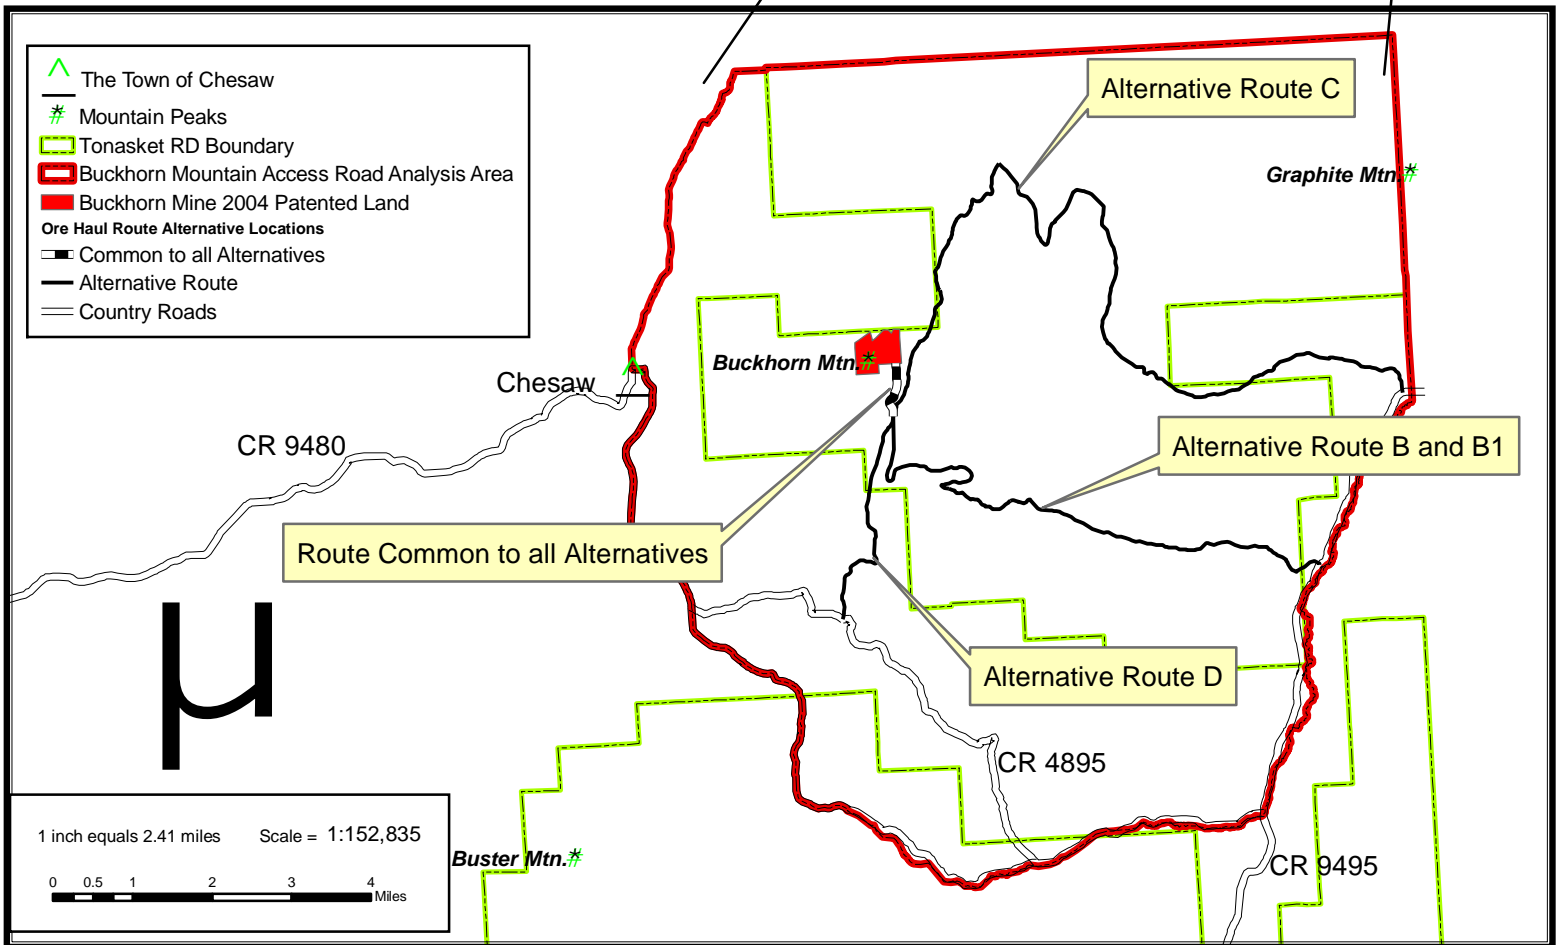 The Town of Chesaw
Mountain Peaks
Tonasket RD Boundary
Buckhorn Mountain Access Road Analysis Area
Buckhorn Mine 2004 Patented Land
Ore Haul Route Alternative Locations
Common to all Alternatives
Alternative Route
Country Roads
Alternative Route C
Graphite Mtn.
Buckhorn Mtn.
Chesaw
CR 9480
Alternative Route B and B1
Route Common to all Alternatives
Alternative Route D
CR 4895
CR 9495
Buster Mtn.
µ
1 inch equals 2.41 miles Scale = 1:152,835
0 0.5 1 2 3 4
Miles